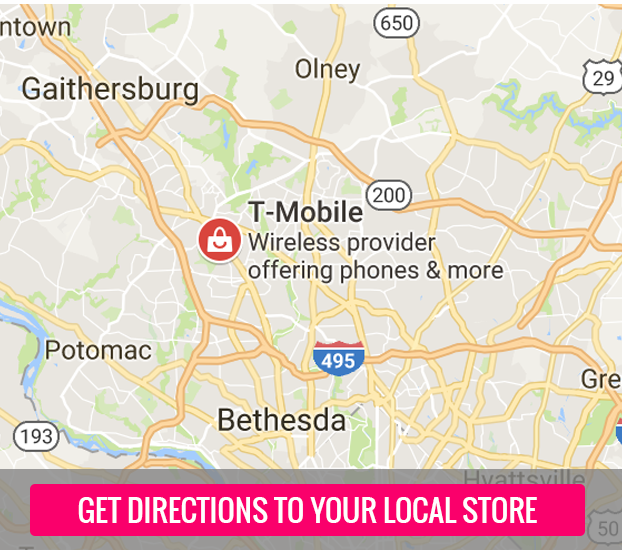 ntown
650
Olney
29
Gaithersburg
200
T-Mobile
Wireless provider
offering phones & more
Potomac
495
Gre
Bethesda
193
Hyattsville
GET DIRECTIONS TO YOUR LOCAL STORE
50